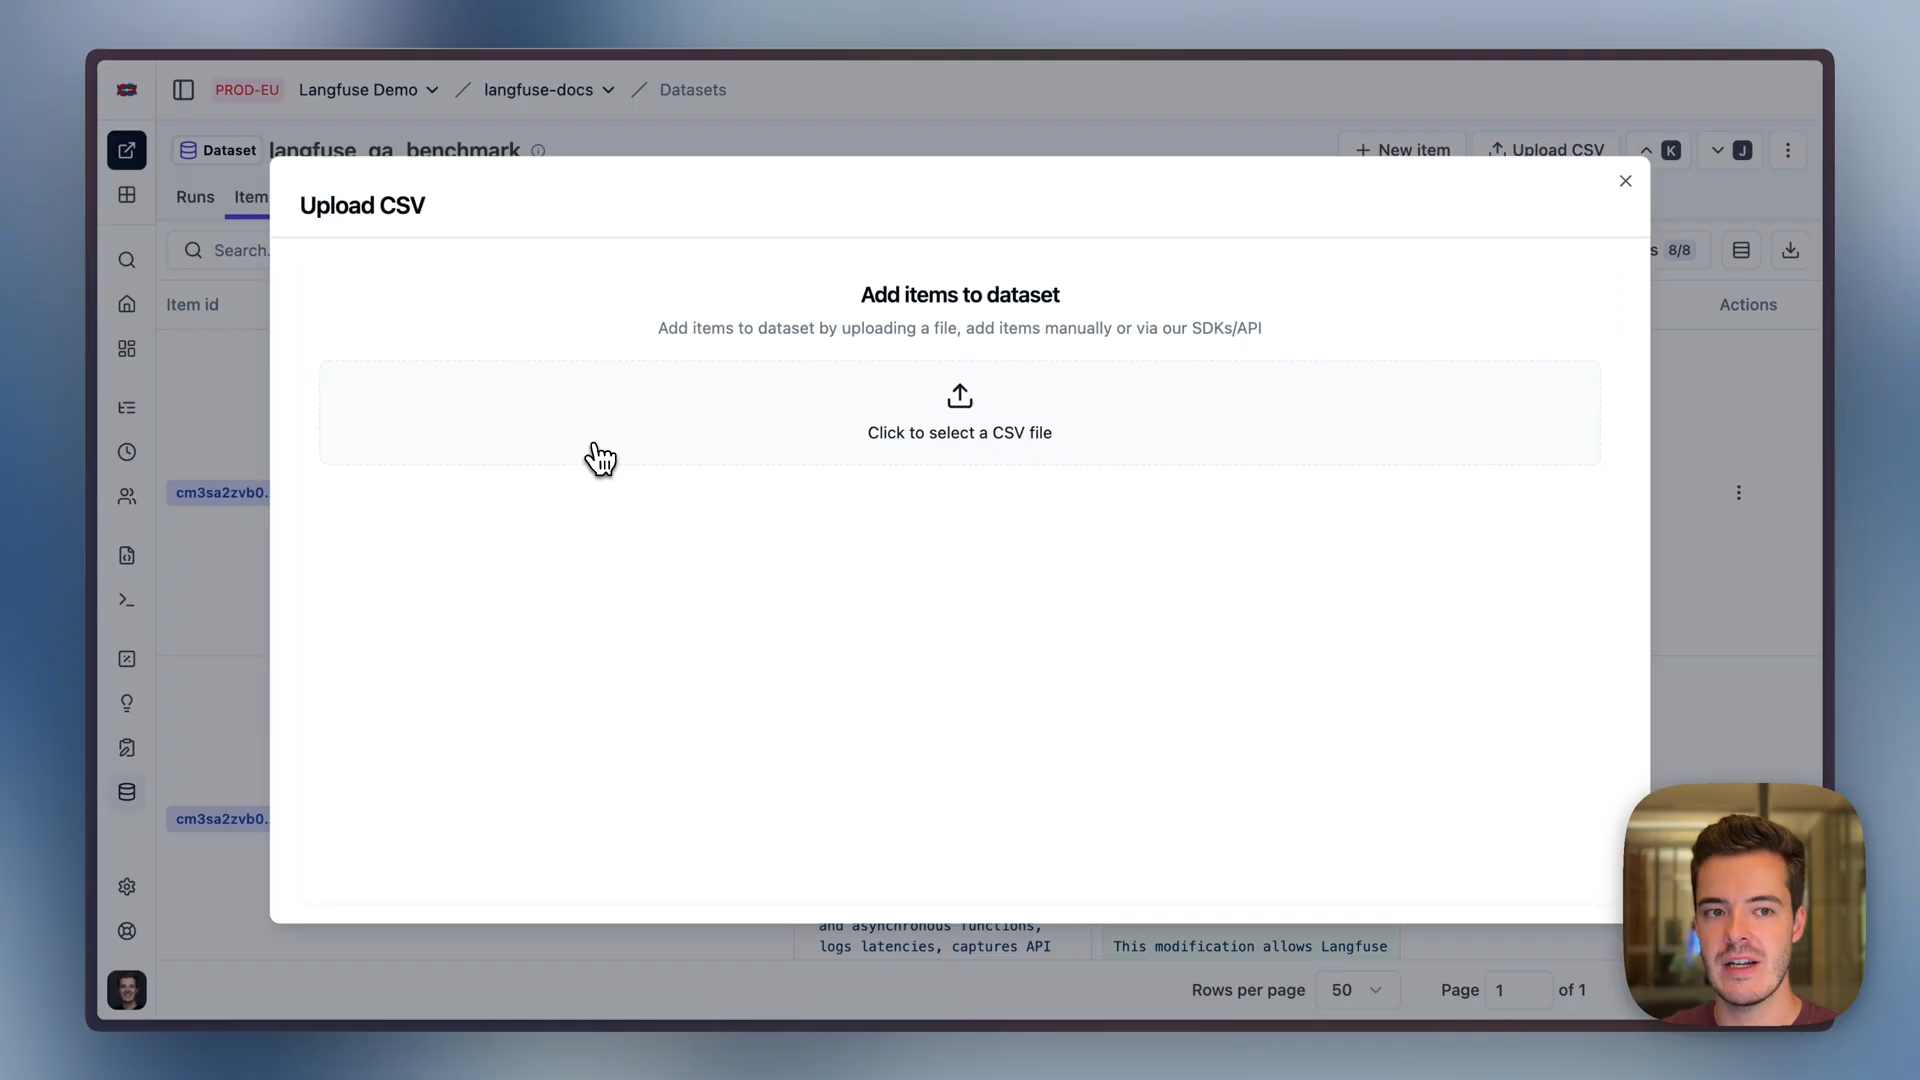 PROD-EU Langfuse Demo langfuse-docs Datasets
Dataset langfuse_qa_benchmark New item Upload CSV K J
Upload CSV
Runs Item
Search. s 8/8
Add items to dataset
Item id Actions
Add items to dataset by uploading a file, add items manually or via our SDKs/API
Click to select a CSV file
cm3sa2zvb0.
cm3sa2zvb0.
and asynchronous functions,
logs latencies, captures API This modification allows Langfuse
Rows per page 50 Page 1 of 1